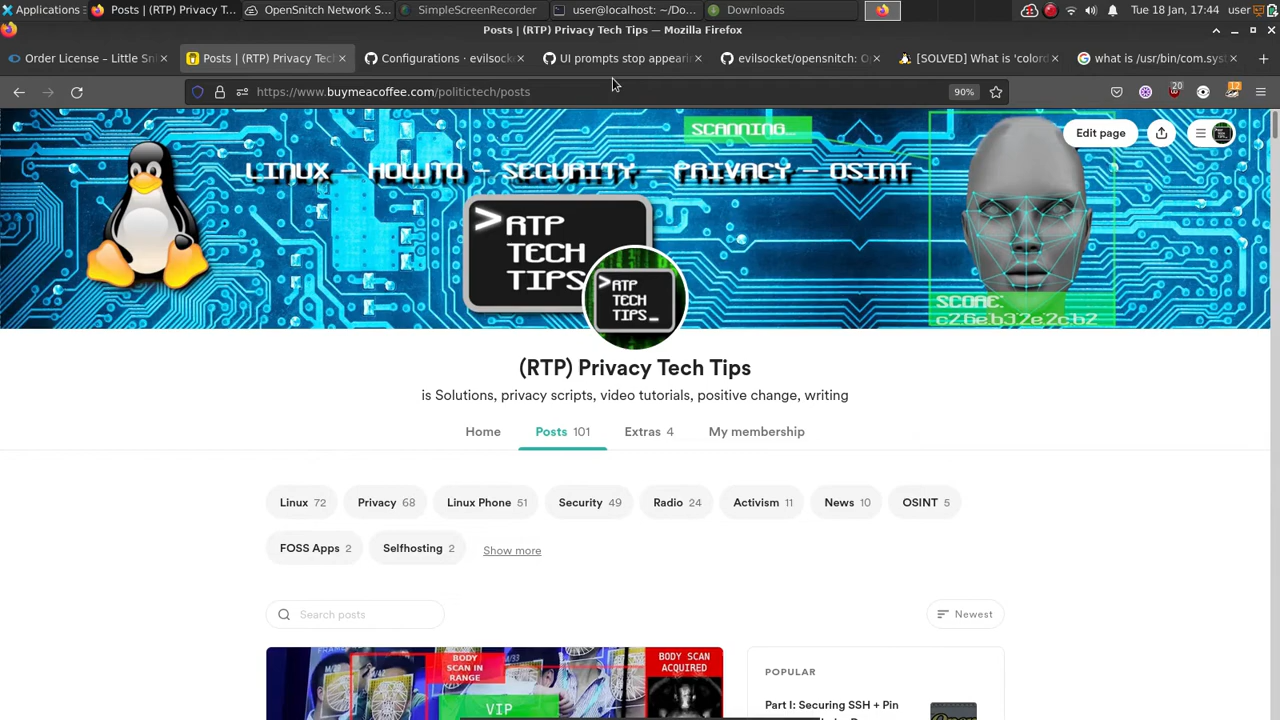 Applications
Posts | (RTP) Privacy T...
OpenSnitch Network S...
SimpleScreenRecorder
user@localhost: ~/Do...
Downloads
Tue 18 Jan, 17:44 user
Posts | (RTP) Privacy Tech Tips — Mozilla Firefox
Order License – Little Sni
Posts | (RTP) Privacy Tec
Configurations · evilsock
UI prompts stop appeari
evilsocket/opensnitch: O
[SOLVED] What is 'colord
what is /usr/bin/com.sys
https://www.buymeacoffee.com/politictech/posts
90%
20
12
SCANNING...
Edit page
LINUX – HOWTO – SECURITY – PRIVACY – OSINT
>RTP
TECH
TIPS
>RTP
TECH
TIPS_
SCORE:
c26eb32e2cb2
(RTP) Privacy Tech Tips
is Solutions, privacy scripts, video tutorials, positive change, writing
Home
Posts 101
Extras 4
My membership
Linux 72
Privacy 68
Linux Phone 51
Security 49
Radio 24
Activism 11
News 10
OSINT 5
FOSS Apps 2
Selfhosting 2
Show more
Search posts
Newest
BODY
SCAN IN
RANGE
BODY SCAN
ACQUIRED
VIP
POPULAR
Part I: Securing SSH + Pin